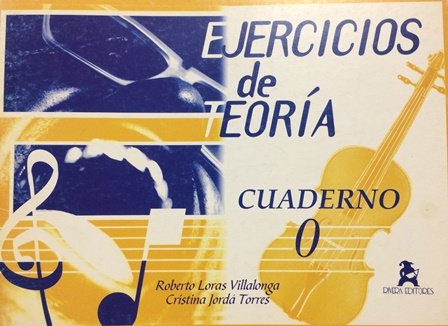 EJERCICIOS
de
TEORÍA
CUADERNO
0
Roberto Loras Villalonga
Cristina Jordá Torres
RIVERA EDITORES